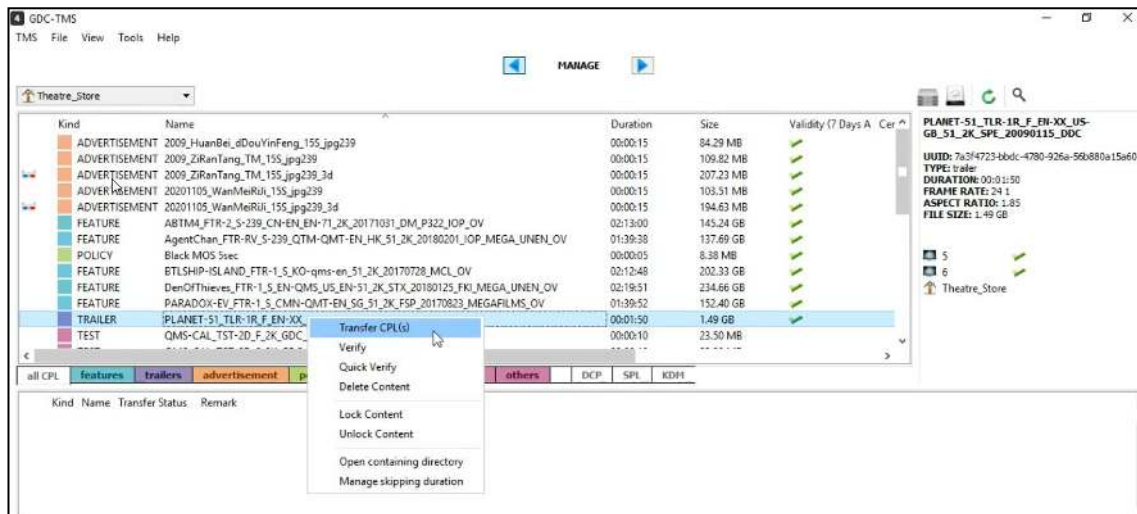 GDC-TMS
TMS File View Tools Help
MANAGE
Theatre_Store
Kind Name Duration Size Validity (7 Days A Cer
ADVERTISEMENT 2009_HuanBei_dDouYinFeng_15S_jpg239 00:00:15 84.29 MB
ADVERTISEMENT 2009_ZiRanTang_TM_15S_jpg239 00:00:15 109.82 MB
ADVERTISEMENT 2009_ZiRanTang_TM_15S_jpg239_3d 00:00:15 207.23 MB
ADVERTISEMENT 20201105_WanMeiRiJi_15S_jpg239 00:00:15 103.51 MB
ADVERTISEMENT 20201105_WanMeiRiJi_15S_jpg239_3d 00:00:15 194.63 MB
FEATURE ABTM4_FTR-2_S-239_CN-EN_EN-71_2K_20171031_DM_P322_IOP_OV 02:13:00 145.24 GB
FEATURE AgentChan_FTR-RV_S-239_QTM-QMT-EN_HK_51_2K_20180201_IOP_MEGA_UNEN_OV 01:39:38 137.69 GB
POLICY Black MOS 5sec 00:00:05 8.38 MB
FEATURE BTLSHIP-ISLAND_FTR-1_S_KO-qms-en_51_2K_20170728_MCL_OV 02:12:48 202.33 GB
FEATURE DenOfThieves_FTR-1_S_EN-QMS_US_EN-51_2K_STX_20180125_FKI_MEGA_UNEN_OV 02:19:51 234.66 GB
FEATURE PARADOX-EV_FTR-1_S_CMN-QMT-EN_SG_51_2K_FSP_20170823_MEGAFILMS_OV 01:39:52 152.40 GB
TRAILER PLANET-51_TLR-1R_F_EN-XX_ 00:01:50 1.49 GB
TEST QMS-CAL_TST-2D_F_2K_GDC_ 00:00:10 23.50 MB
all CPL features trailers advertisement p others DCP SPL KDM
Transfer CPL(s)
Verify
Quick Verify
Delete Content
Lock Content
Unlock Content
Open containing directory
Manage skipping duration
Kind Name Transfer Status Remark
PLANET-51_TLR-1R_F_EN-XX_US-
GB_51_2K_SPE_20090115_DDC
UUID: 7a3f4723-bbdc-4780-926a-56b880a15a60
TYPE: trailer
DURATION: 00:01:50
FRAME RATE: 24 1
ASPECT RATIO: 1.85
FILE SIZE: 1.49 GB
5
6
Theatre_Store